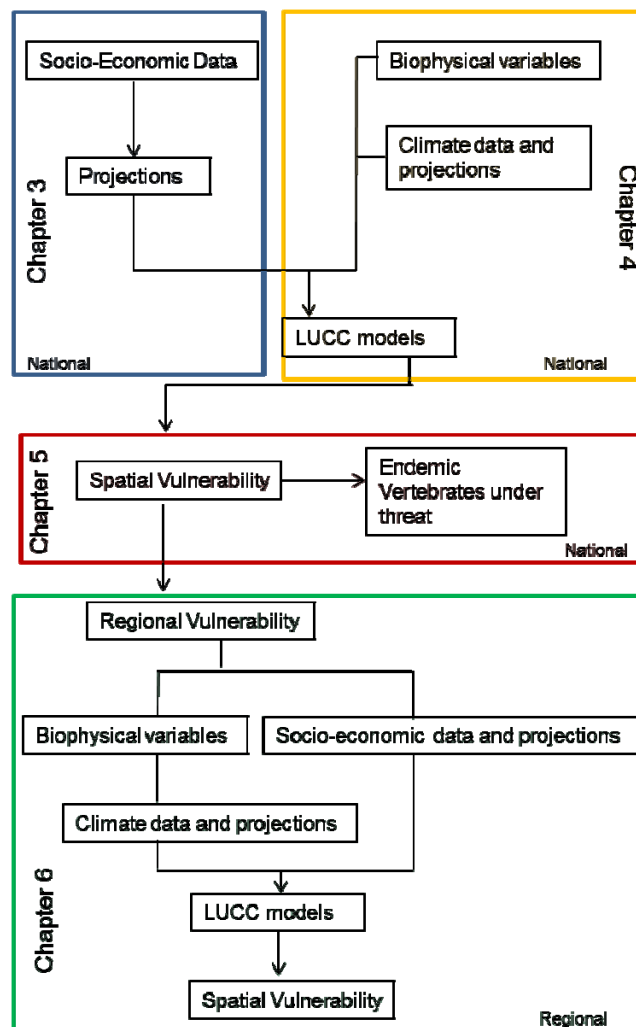 Socio-Economic Data
Projections
Chapter 3
National
Biophysical variables
Climate data and
projections
Chapter 4
LUCC models
National
Chapter 5
Spatial Vulnerability
Endemic
Vertebrates under
threat
National
Regional Vulnerability
Biophysical variables
Socio-economic data and projections
Climate data and projections
Chapter 6
LUCC models
Spatial Vulnerability
Regional